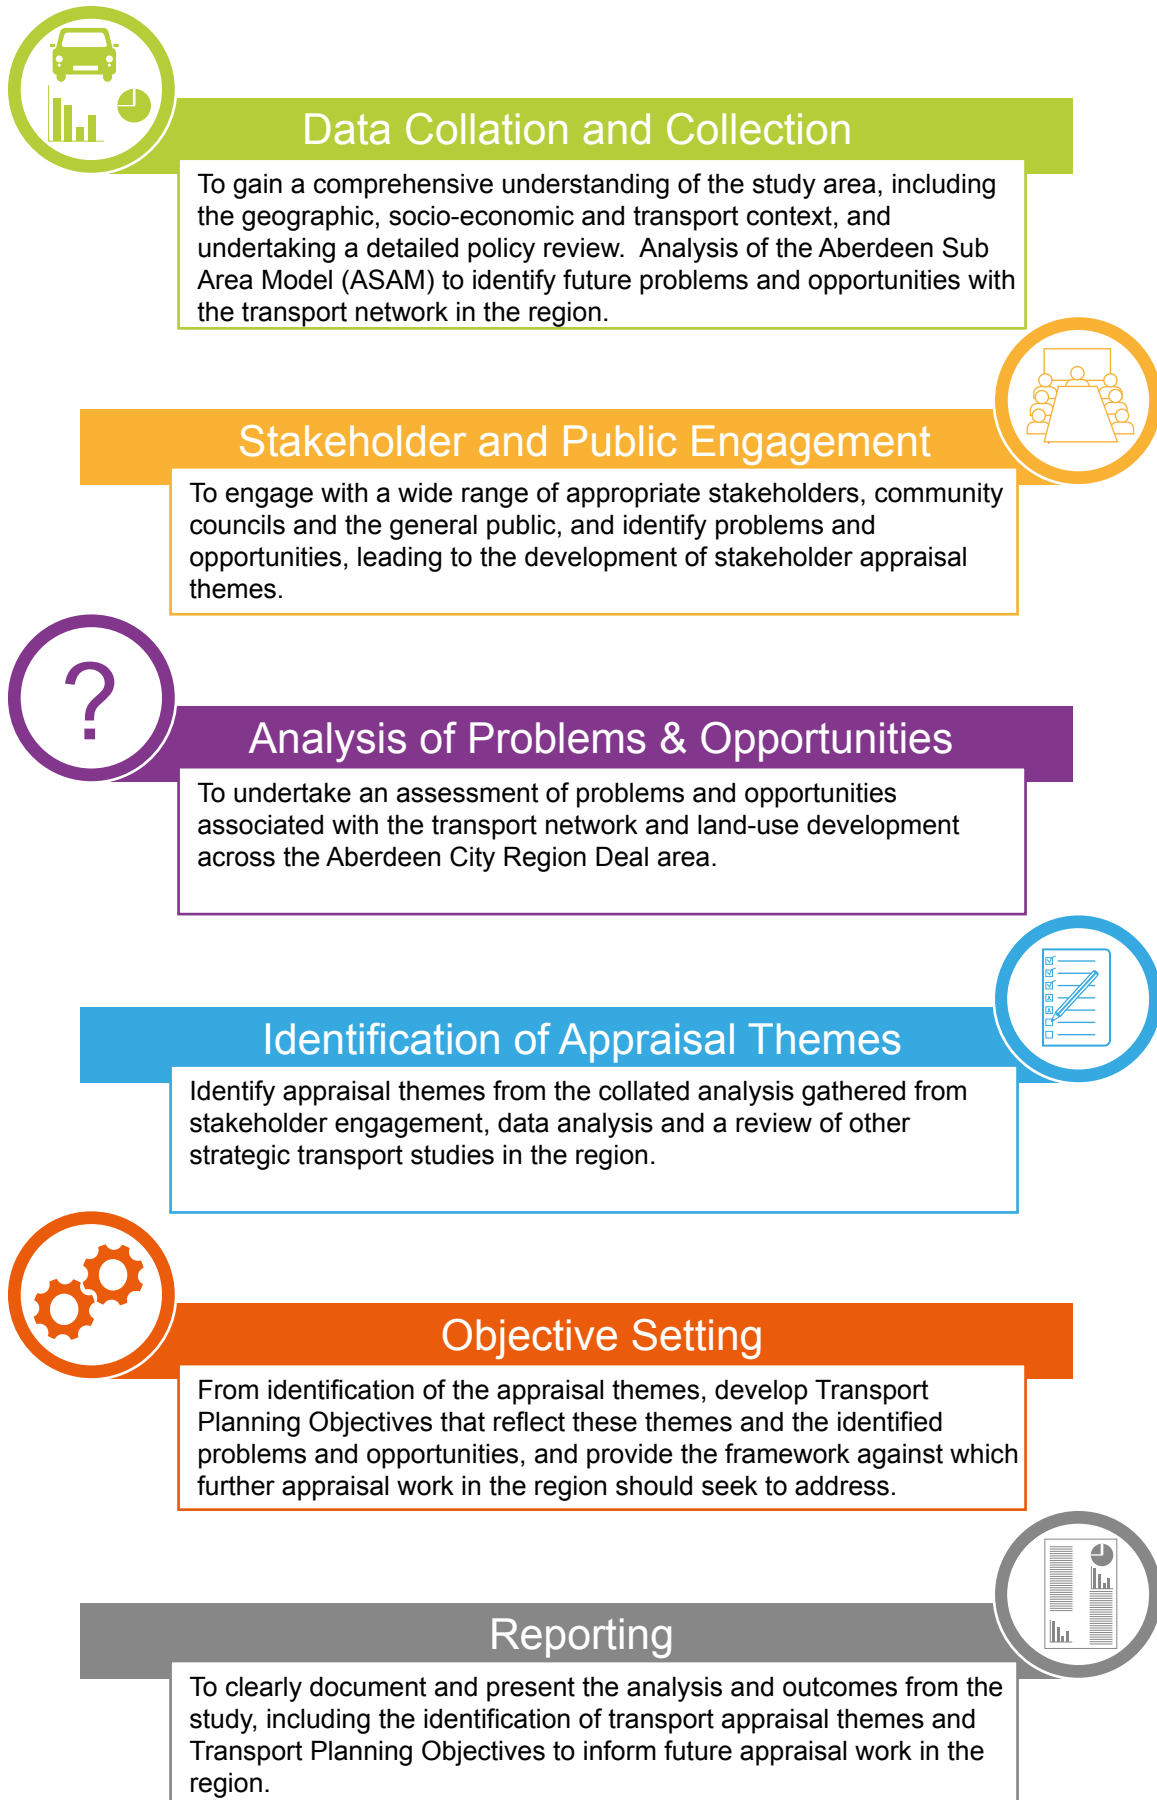 Data Collation and Collection
To gain a comprehensive understanding of the study area, including
the geographic, socio-economic and transport context, and
undertaking a detailed policy review.  Analysis of the Aberdeen Sub
Area Model (ASAM) to identify future problems and opportunities with
the transport network in the region.
Stakeholder and Public Engagement
To engage with a wide range of appropriate stakeholders, community
councils and the general public, and identify problems and
opportunities, leading to the development of stakeholder appraisal
themes.
?
Analysis of Problems & Opportunities
To undertake an assessment of problems and opportunities
associated with the transport network and land-use development
across the Aberdeen City Region Deal area.
Identification of Appraisal Themes
Identify appraisal themes from the collated analysis gathered from
stakeholder engagement, data analysis and a review of other
strategic transport studies in the region.
Objective Setting
From identification of the appraisal themes, develop Transport
Planning Objectives that reflect these themes and the identified
problems and opportunities, and provide the framework against which
further appraisal work in the region should seek to address.
Reporting
To clearly document and present the analysis and outcomes from the
study, including the identification of transport appraisal themes and
Transport Planning Objectives to inform future appraisal work in the
region.